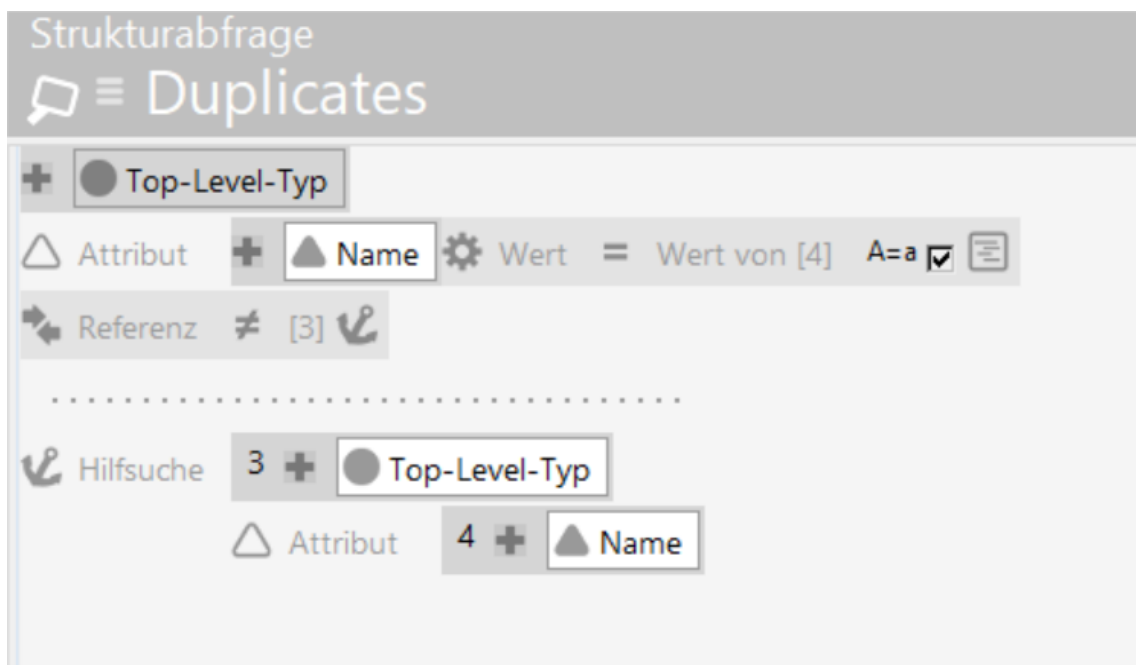 Strukturabfrage
Duplicates
Top-Level-Typ
Attribut Name Wert = Wert von [4] A=a
Referenz ≠ [3]
Hilfsuche 3 Top-Level-Typ
Attribut 4 Name